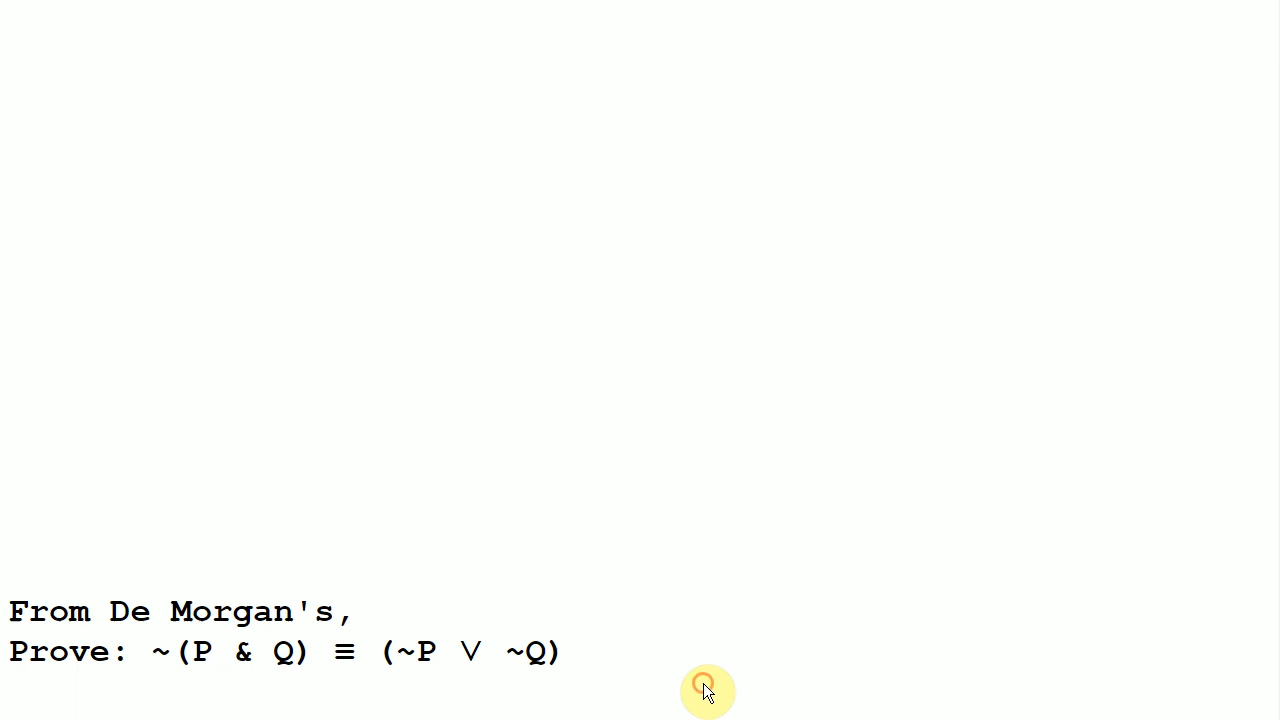 From De Morgan's,
Prove: ~(P & Q) ≡ (~P ∨ ~Q)